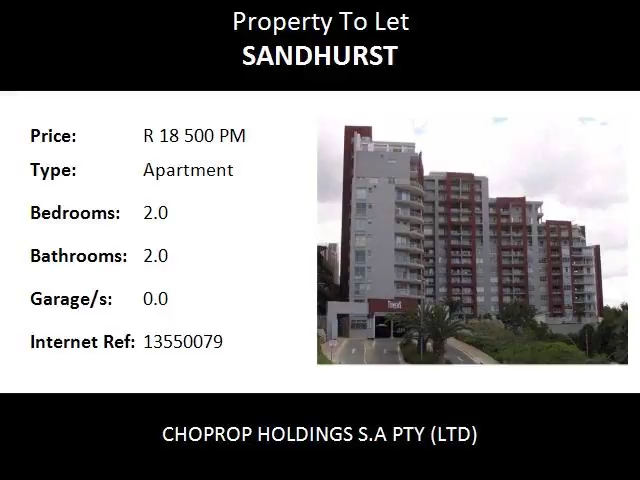 Property To Let
SANDHURST
Price: R 18 500 PM
Type: Apartment
Bedrooms: 2.0
Bathrooms: 2.0
Garage/s: 0.0
Internet Ref: 13550079
CHOPROP HOLDINGS S.A PTY (LTD)